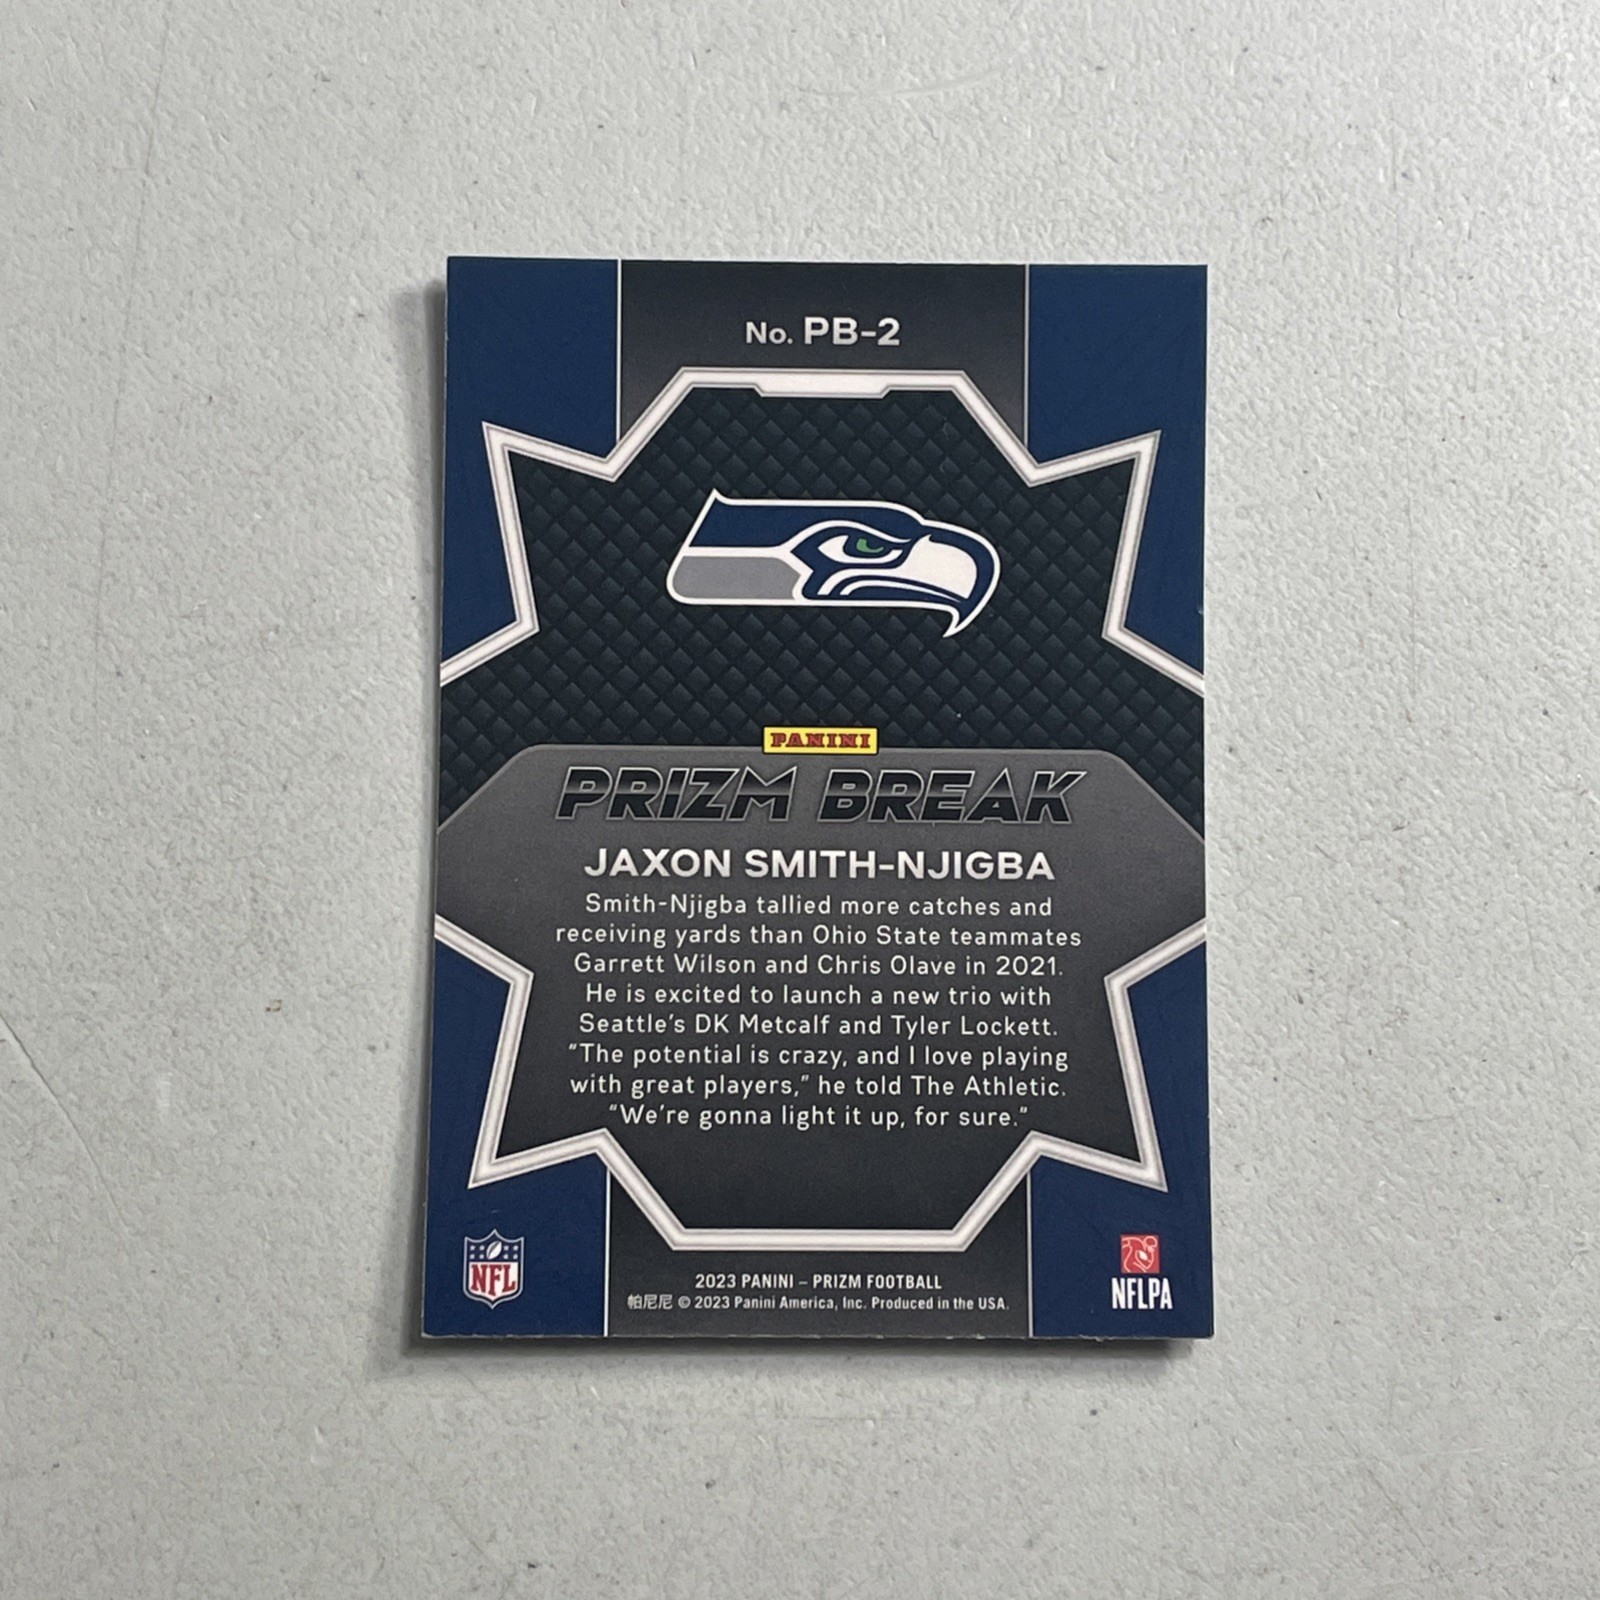 No. PB-2
PANINI
PRIZM BREAK
JAXON SMITH-NJIGBA
Smith-Njigba tallied more catches and
receiving yards than Ohio State teammates
Garrett Wilson and Chris Olave in 2021.
He is excited to launch a new trio with
Seattle's DK Metcalf and Tyler Lockett.
"The potential is crazy, and I love playing
with great players," he told The Athletic.
"We're gonna light it up, for sure."
NFL
NFLPA
2023 PANINI – PRIZM FOOTBALL
帕尼尼 © 2023 Panini America, Inc. Produced in the USA.